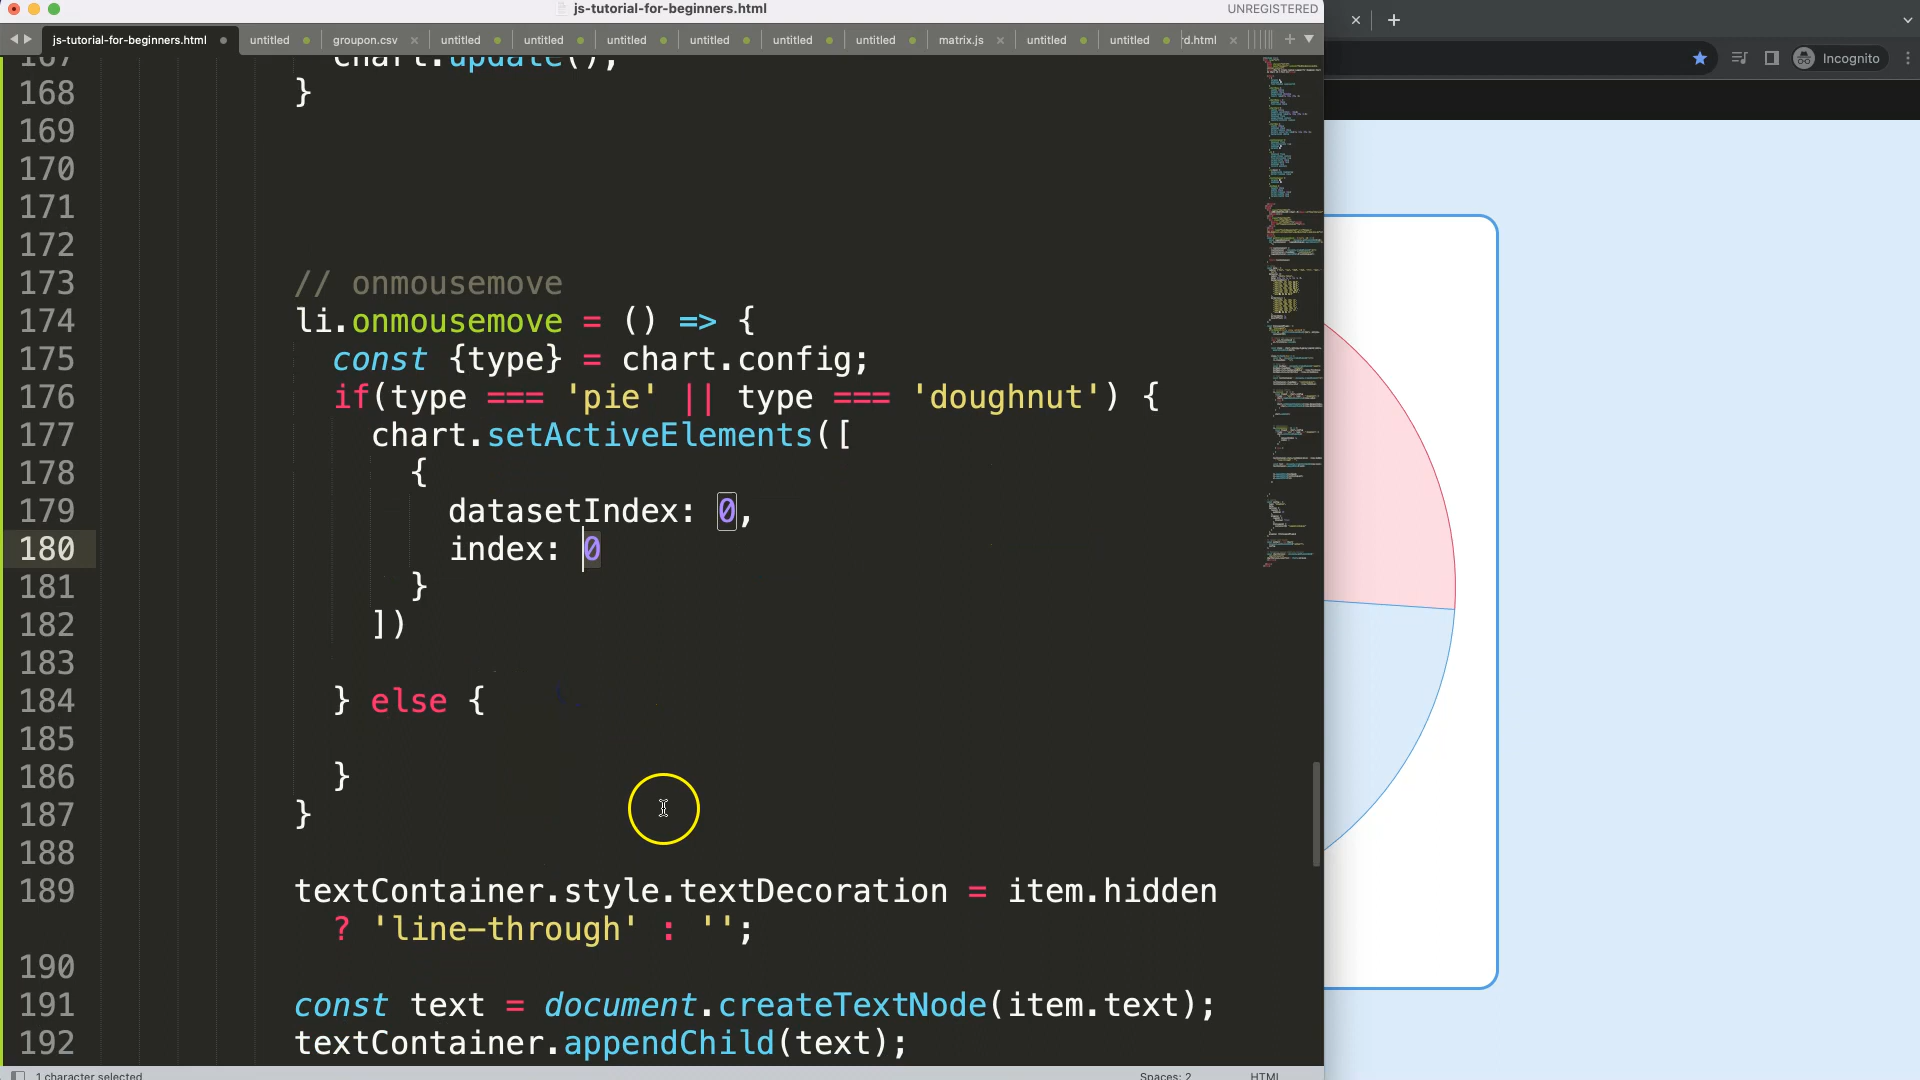 js-tutorial-for-beginners.html
UNREGISTERED
js-tutorial-for-beginners.html untitled groupon.csv untitled untitled untitled untitled untitled untitled matrix.js untitled untitled rd.html
Incognito
167 chart.update();
168 }
169
170
171
172
173 // onmousemove
174 li.onmousemove = () => {
175 const {type} = chart.config;
176 if(type === 'pie' || type === 'doughnut') {
177 chart.setActiveElements([
178 {
179 datasetIndex: 0,
180 index: 0
181 }
182 ])
183
184 } else {
185
186 }
187 }
188
189 textContainer.style.textDecoration = item.hidden
? 'line-through' : '';
190
191 const text = document.createTextNode(item.text);
192 textContainer.appendChild(text);
1 character selected
Spaces: 2
HTML